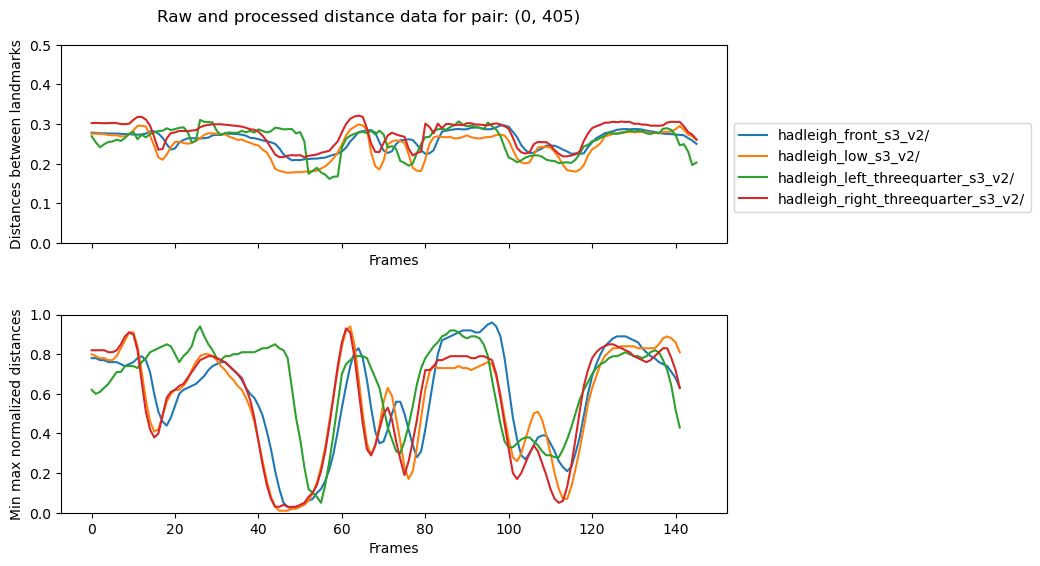 Raw and processed distance data for pair: (0, 405)
Distances between landmarks
0.5
0.4
0.3
0.2
0.1
0.0
Frames
hadleigh_front_s3_v2/
hadleigh_low_s3_v2/
hadleigh_left_threequarter_s3_v2/
hadleigh_right_threequarter_s3_v2/
Min max normalized distances
1.0
0.8
0.6
0.4
0.2
0.0
0 20 40 60 80 100 120 140
Frames